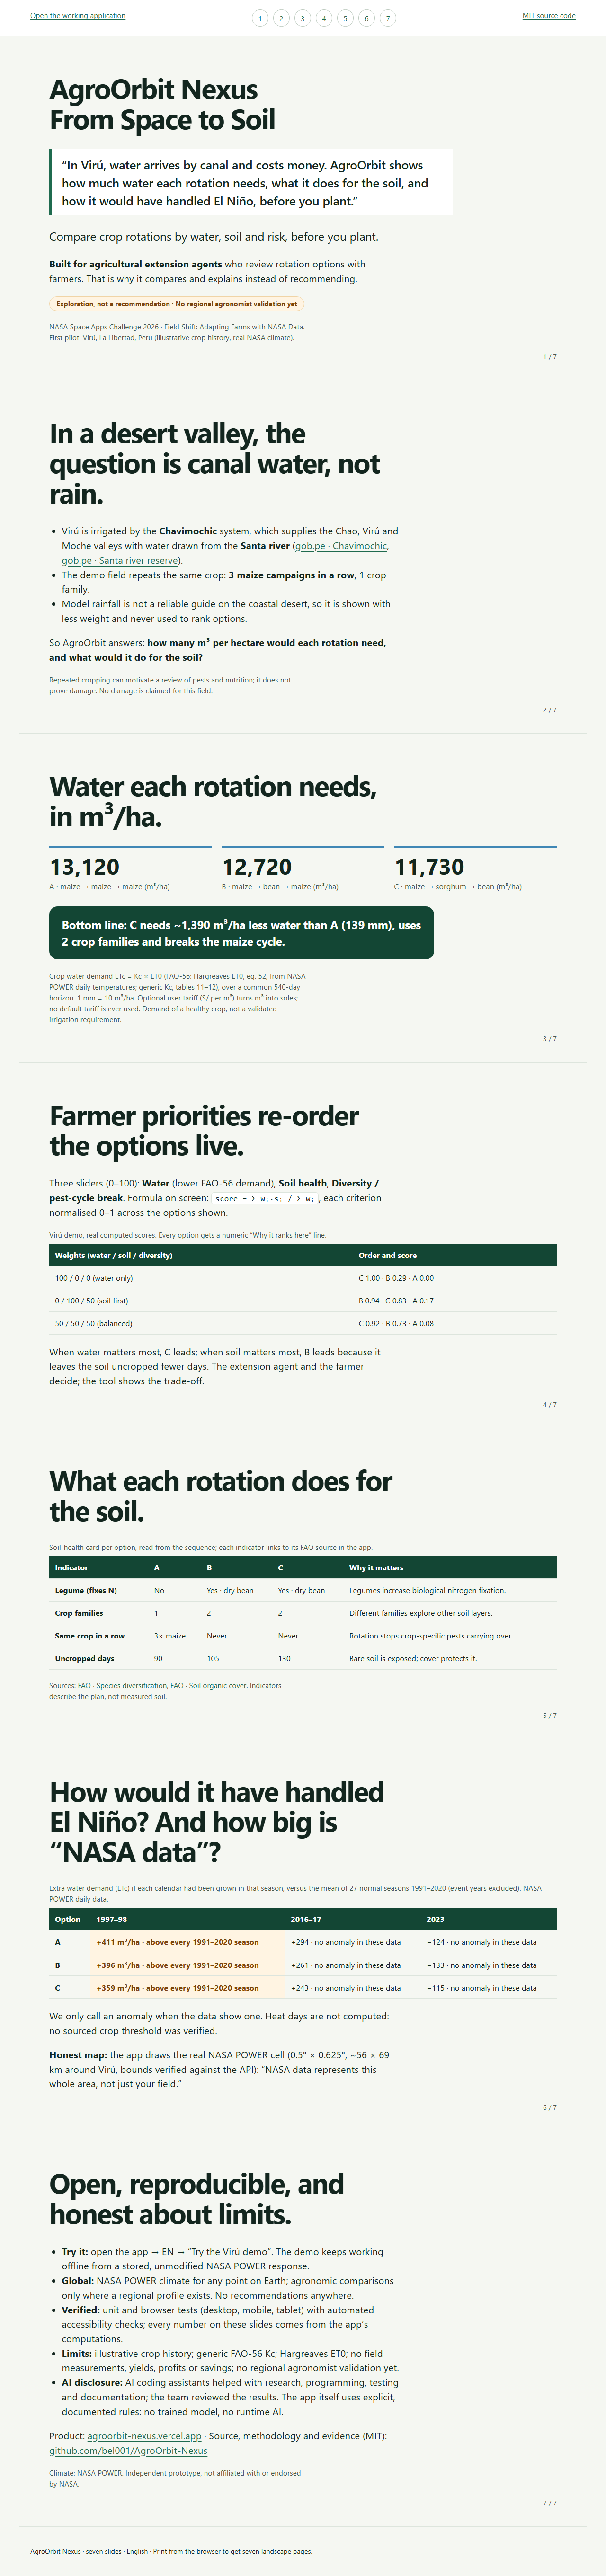 Open the working application
1 2 3 4 5 6 7
MIT source code
AgroOrbit Nexus
From Space to Soil
“In Virú, water arrives by canal and costs money. AgroOrbit shows
how much water each rotation needs, what it does for the soil, and
how it would have handled El Niño, before you plant.”
Compare crop rotations by water, soil and risk, before you plant.
Built for agricultural extension agents who review rotation options with
farmers. That is why it compares and explains instead of recommending.
Exploration, not a recommendation · No regional agronomist validation yet
NASA Space Apps Challenge 2026 · Field Shift: Adapting Farms with NASA Data.
First pilot: Virú, La Libertad, Peru (illustrative crop history, real NASA climate).
1 / 7
In a desert valley, the
question is canal water, not
rain.
• Virú is irrigated by the Chavimochic system, which supplies the Chao, Virú and
Moche valleys with water drawn from the Santa river (gob.pe · Chavimochic,
gob.pe · Santa river reserve).
• The demo field repeats the same crop: 3 maize campaigns in a row, 1 crop
family.
• Model rainfall is not a reliable guide on the coastal desert, so it is shown with
less weight and never used to rank options.
So AgroOrbit answers: how many m³ per hectare would each rotation need,
and what would it do for the soil?
Repeated cropping can motivate a review of pests and nutrition; it does not
prove damage. No damage is claimed for this field.
2 / 7
Water each rotation needs,
in m³/ha.
13,120
A · maize → maize → maize (m³/ha)
12,720
B · maize → bean → maize (m³/ha)
11,730
C · maize → sorghum → bean (m³/ha)
Bottom line: C needs ~1,390 m³/ha less water than A (139 mm), uses
2 crop families and breaks the maize cycle.
Crop water demand ETc = Kc × ET0 (FAO-56; Hargreaves ET0, eq. 52, from NASA
POWER daily temperatures; generic Kc, tables 11–12), over a common 540-day
horizon. 1 mm = 10 m³/ha. Optional user tariff (S/ per m³) turns m³ into soles;
no default tariff is ever used. Demand of a healthy crop, not a validated
irrigation requirement.
3 / 7
Farmer priorities re-order
the options live.
Three sliders (0–100): Water (lower FAO-56 demand), Soil health, Diversity /
pest-cycle break. Formula on screen: score = Σ wᵢ·sᵢ / Σ wᵢ, each criterion
normalised 0–1 across the options shown.
Virú demo, real computed scores. Every option gets a numeric “Why it ranks here” line.
Weights (water / soil / diversity) Order and score
100 / 0 / 0 (water only) C 1.00 · B 0.29 · A 0.00
0 / 100 / 50 (soil first) B 0.94 · C 0.83 · A 0.17
50 / 50 / 50 (balanced) C 0.92 · B 0.73 · A 0.08
When water matters most, C leads; when soil matters most, B leads because it
leaves the soil uncropped fewer days. The extension agent and the farmer
decide; the tool shows the trade-off.
4 / 7
What each rotation does for
the soil.
Soil-health card per option, read from the sequence; each indicator links to its FAO source in the app.
Indicator A B C Why it matters
Legume (fixes N) No Yes · dry bean Yes · dry bean Legumes increase biological nitrogen fixation.
Crop families 1 2 2 Different families explore other soil layers.
Same crop in a row 3× maize Never Never Rotation stops crop-specific pests carrying over.
Uncropped days 90 105 130 Bare soil is exposed; cover protects it.
Sources: FAO · Species diversification, FAO · Soil organic cover. Indicators
describe the plan, not measured soil.
5 / 7
How would it have handled
El Niño? And how big is
“NASA data”?
Extra water demand (ETc) if each calendar had been grown in that season, versus the mean of 27 normal seasons 1991–2020 (event years excluded). NASA
POWER daily data.
Option 1997–98 2016–17 2023
A +411 m³/ha · above every 1991–2020 season +294 · no anomaly in these data −124 · no anomaly in these data
B +396 m³/ha · above every 1991–2020 season +261 · no anomaly in these data −133 · no anomaly in these data
C +359 m³/ha · above every 1991–2020 season +243 · no anomaly in these data −115 · no anomaly in these data
We only call an anomaly when the data show one. Heat days are not computed:
no sourced crop threshold was verified.
Honest map: the app draws the real NASA POWER cell (0.5° × 0.625°, ~56 × 69
km around Virú, bounds verified against the API): “NASA data represents this
whole area, not just your field.”
6 / 7
Open, reproducible, and
honest about limits.
• Try it: open the app → EN → “Try the Virú demo”. The demo keeps working
offline from a stored, unmodified NASA POWER response.
• Global: NASA POWER climate for any point on Earth; agronomic comparisons
only where a regional profile exists. No recommendations anywhere.
• Verified: unit and browser tests (desktop, mobile, tablet) with automated
accessibility checks; every number on these slides comes from the app’s
computations.
• Limits: illustrative crop history; generic FAO-56 Kc; Hargreaves ET0; no field
measurements, yields, profits or savings; no regional agronomist validation yet.
• AI disclosure: AI coding assistants helped with research, programming, testing
and documentation; the team reviewed the results. The app itself uses explicit,
documented rules: no trained model, no runtime AI.
Product: agroorbit-nexus.vercel.app · Source, methodology and evidence (MIT):
github.com/bel001/AgroOrbit-Nexus
Climate: NASA POWER. Independent prototype, not affiliated with or endorsed
by NASA.
7 / 7
AgroOrbit Nexus · seven slides · English · Print from the browser to get seven landscape pages.